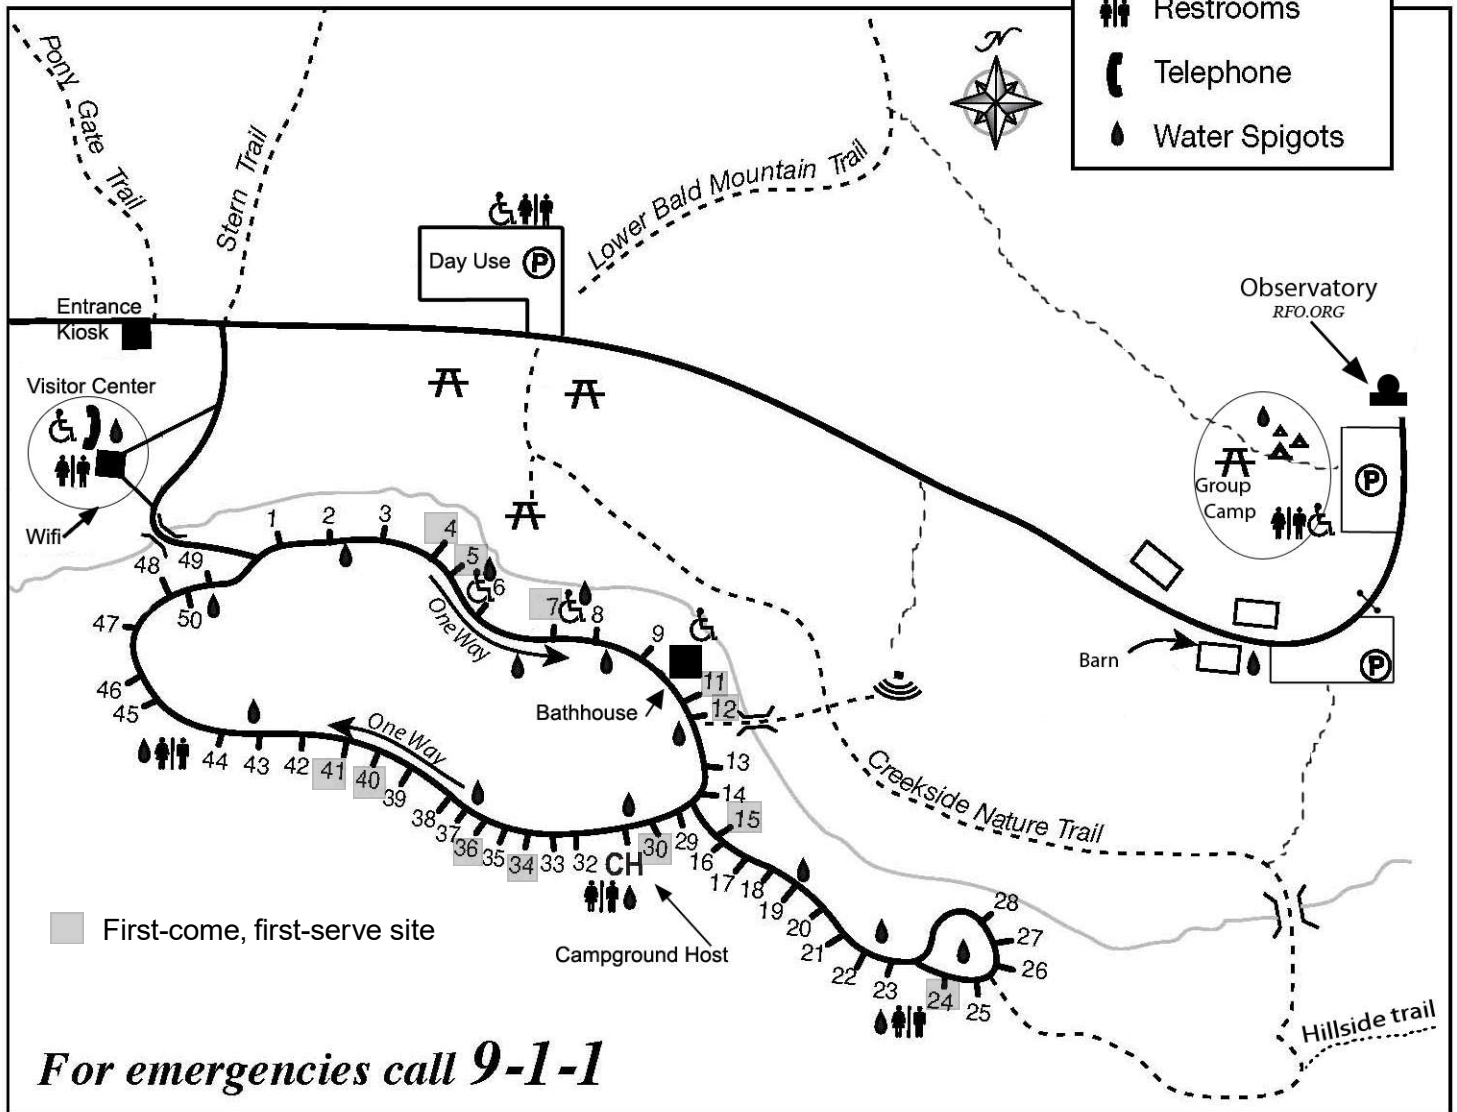 Restrooms
Telephone
Water Spigots
N
Pony Gate Trail
Stern Trail
Lower Bald Mountain Trail
Day Use P
Entrance
Kiosk
Visitor Center
Wifi
Observatory
RFO.ORG
Group
Camp
P
Barn
P
1
2
3
4
5
6
7
8
9
One Way
Bathhouse
11
12
13
14
15
16
17
18
19
20
21
22
23
24
25
26
27
28
29
30
CH
32
33
34
35
36
37
38
39
40
41
42
43
44
45
46
47
48
49
50
One Way
Creekside Nature Trail
Campground Host
First-come, first-serve site
Hillside trail
For emergencies call 9-1-1